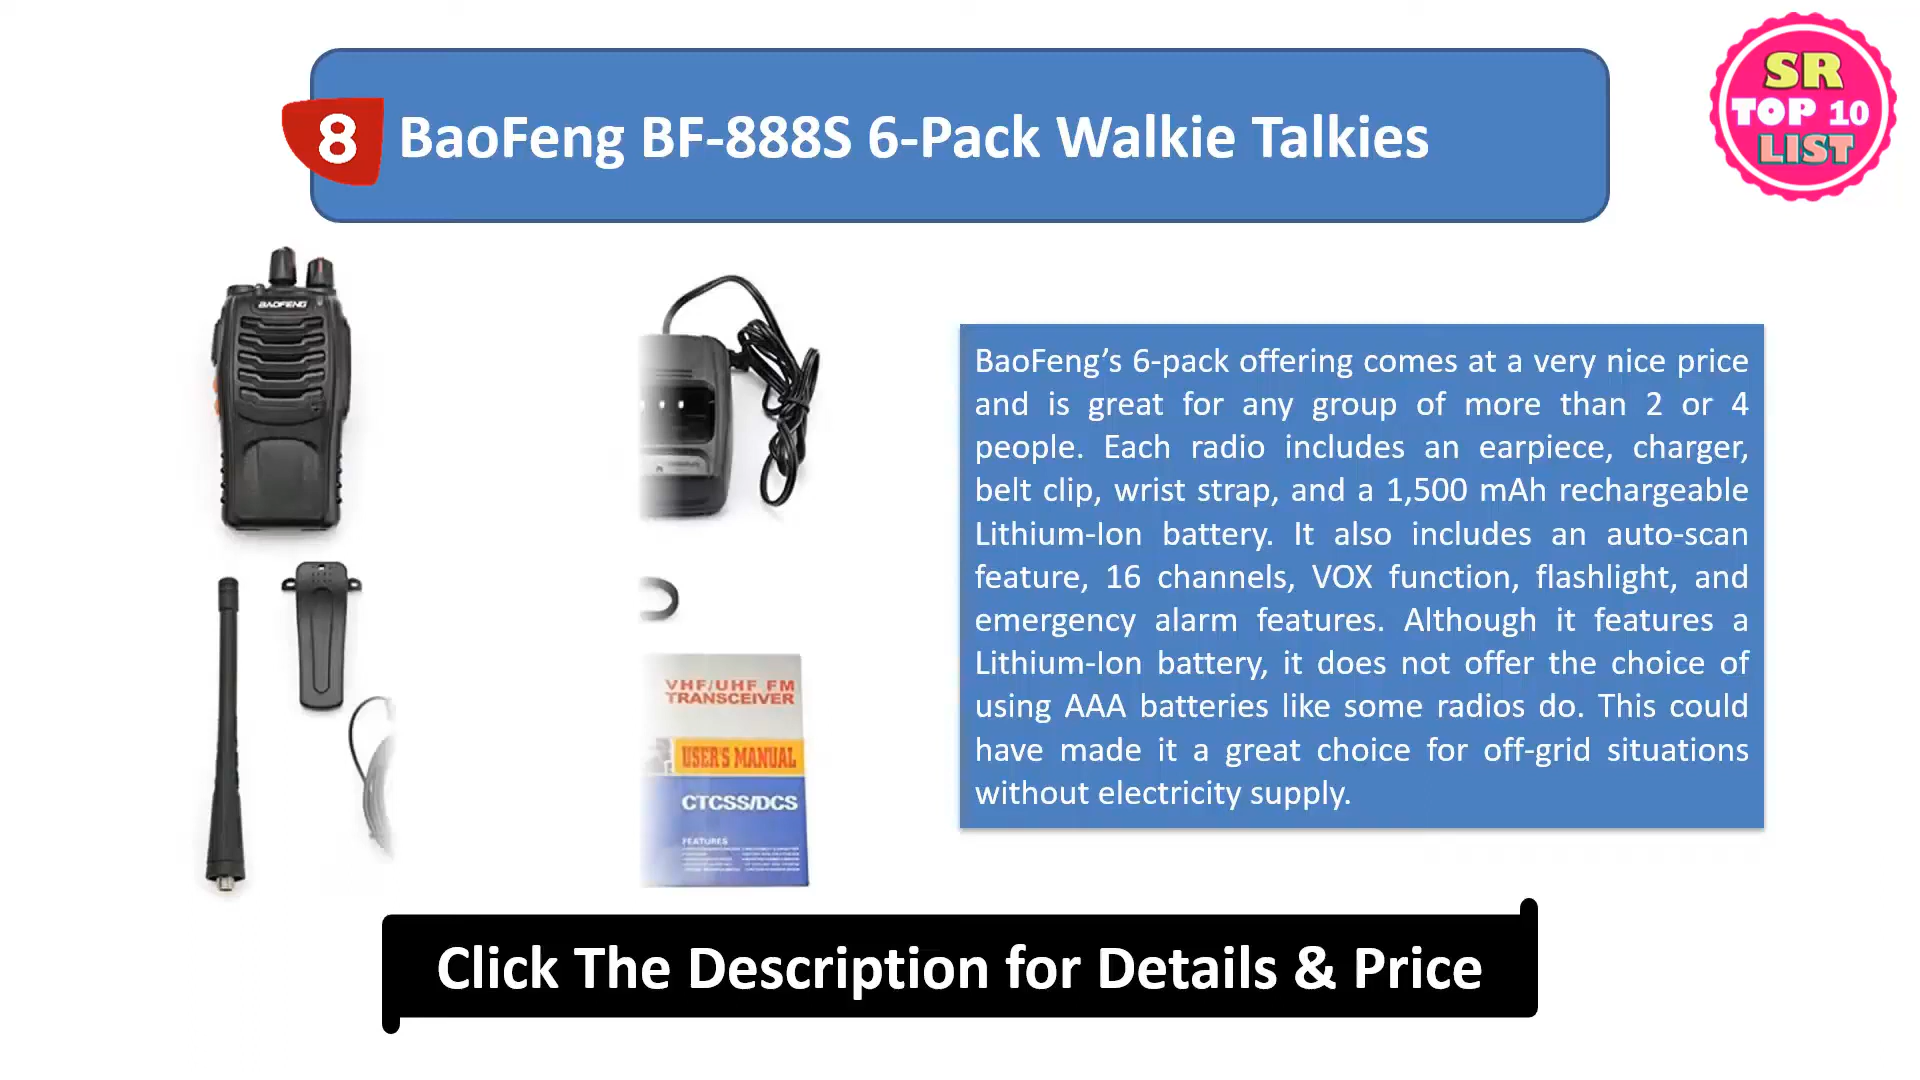 SR
TOP 10
LIST
8 BaoFeng BF-888S 6-Pack Walkie Talkies
BAOFENG
BaoFeng’s 6-pack offering comes at a very nice price
and is great for any group of more than 2 or 4
people. Each radio includes an earpiece, charger,
belt clip, wrist strap, and a 1,500 mAh rechargeable
Lithium-Ion battery. It also includes an auto-scan
feature, 16 channels, VOX function, flashlight, and
emergency alarm features. Although it features a
Lithium-Ion battery, it does not offer the choice of
using AAA batteries like some radios do. This could
have made it a great choice for off-grid situations
without electricity supply.
VHF/UHF FM
TRANSCEIVER
USER'S MANUAL
CTCSS/DCS
FEATURES
Click The Description for Details & Price